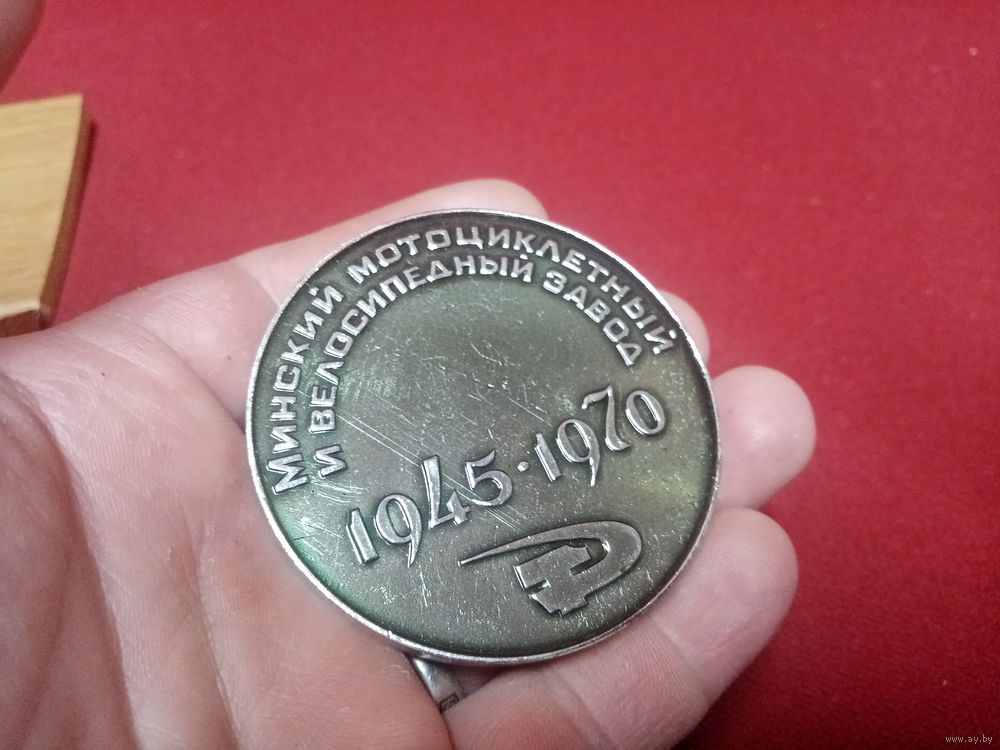 Минский мотоциклетный
и велосипедный завод
1945·1970
www.ay.by